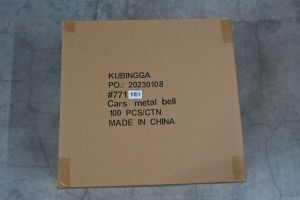 KUBINGGA
PO.: 20230108
#771
Cars metal bell
100 PCS/CTN
MADE IN CHINA